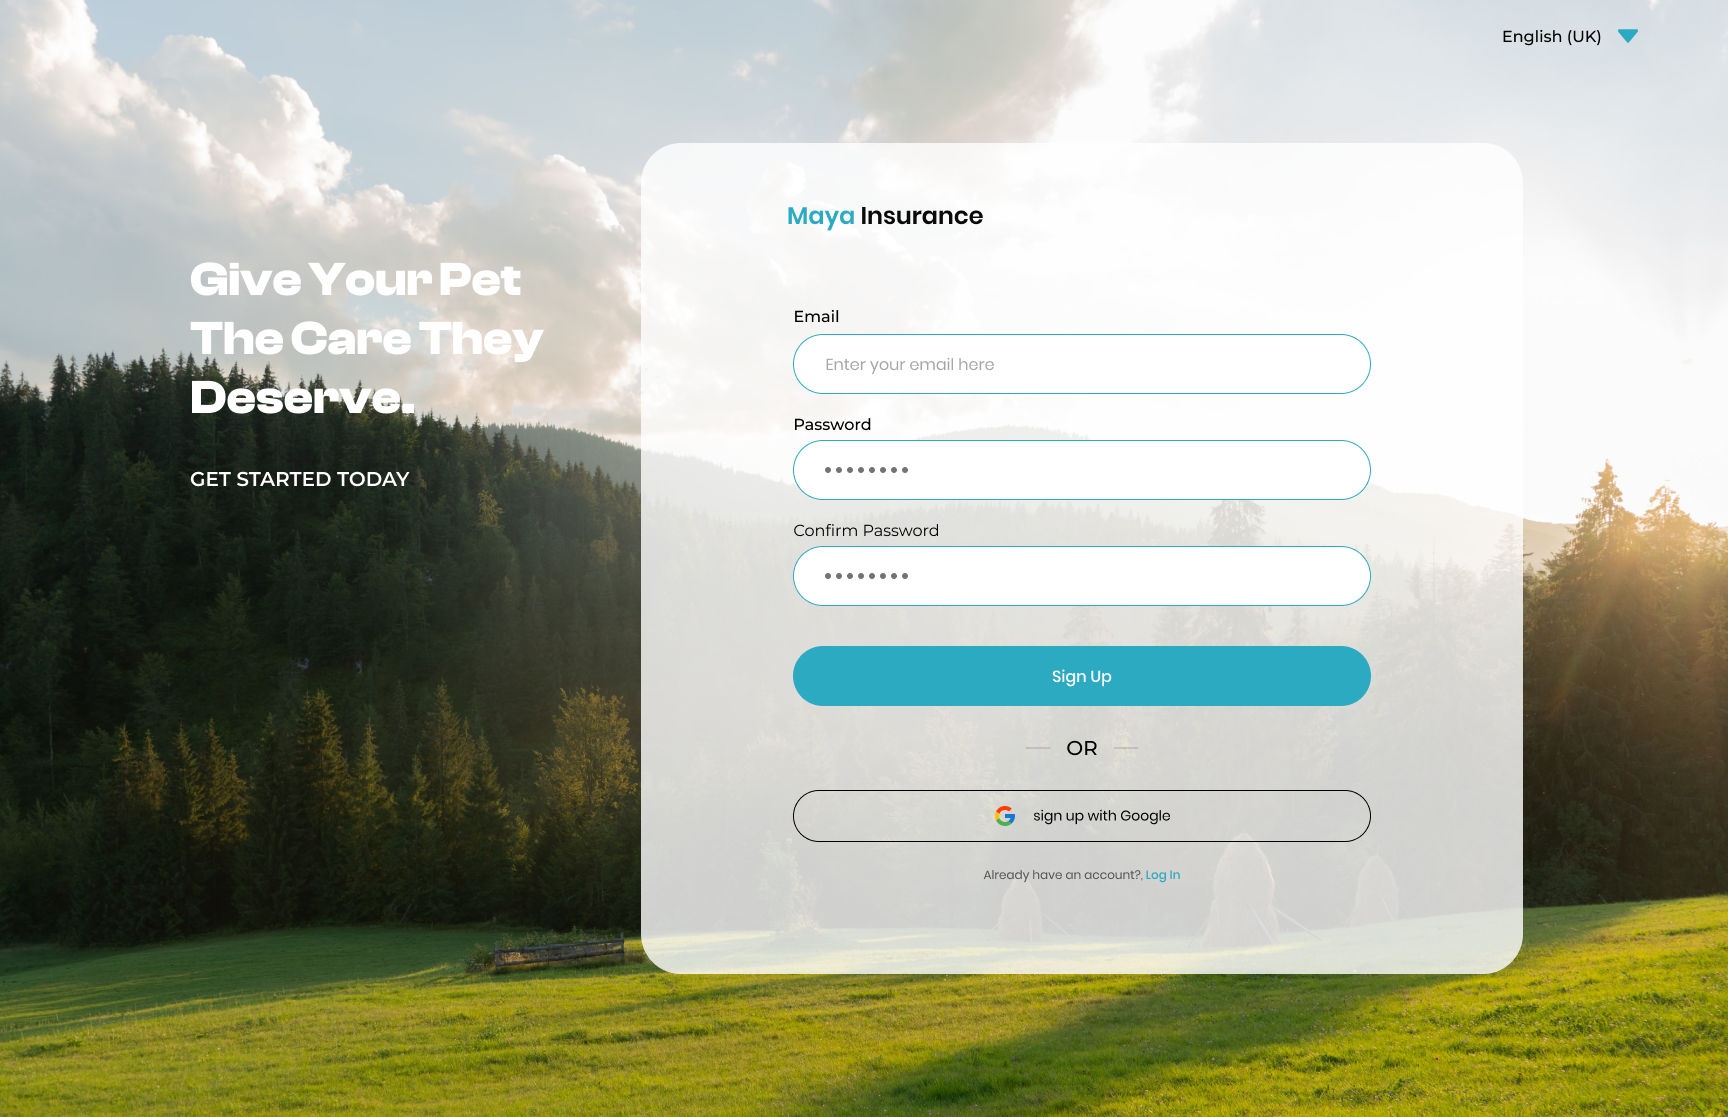 English (UK)
Give Your Pet
The Care They
Deserve.
GET STARTED TODAY
Maya Insurance
Email
Enter your email here
Password
Confirm Password
Sign Up
OR
sign up with Google
Already have an account?, Log In